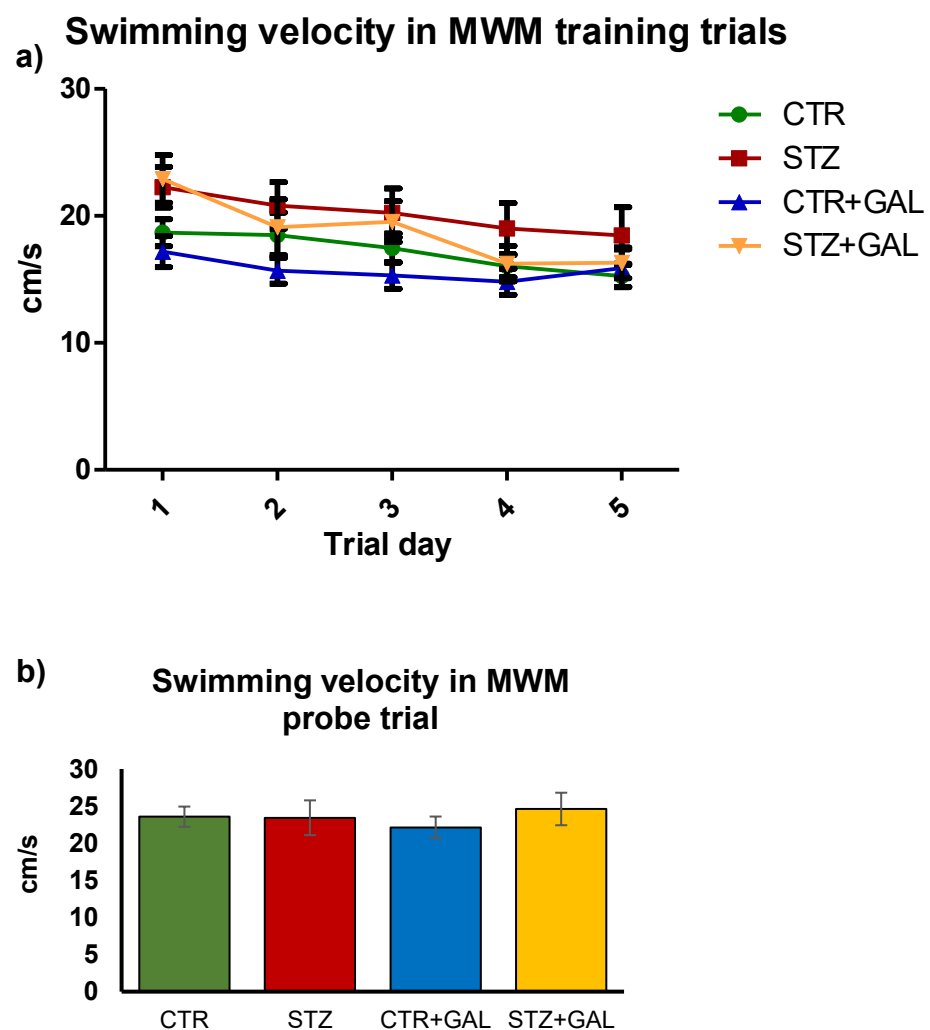 Swimming velocity in MWM training trials
a)
30
20
10
0
cm/s
1 2 3 4 5
Trial day
CTR
STZ
CTR+GAL
STZ+GAL
b)
Swimming velocity in MWM
probe trial
30
25
20
15
10
5
0
cm/s
CTR STZ CTR+GAL STZ+GAL